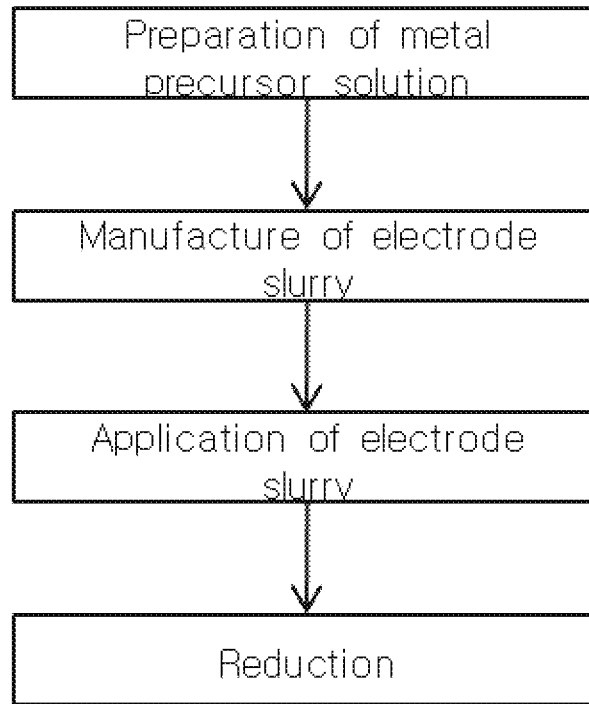 Preparation of metal
precursor solution
Manufacture of electrode
slurry
Application of electrode
slurry
Reduction